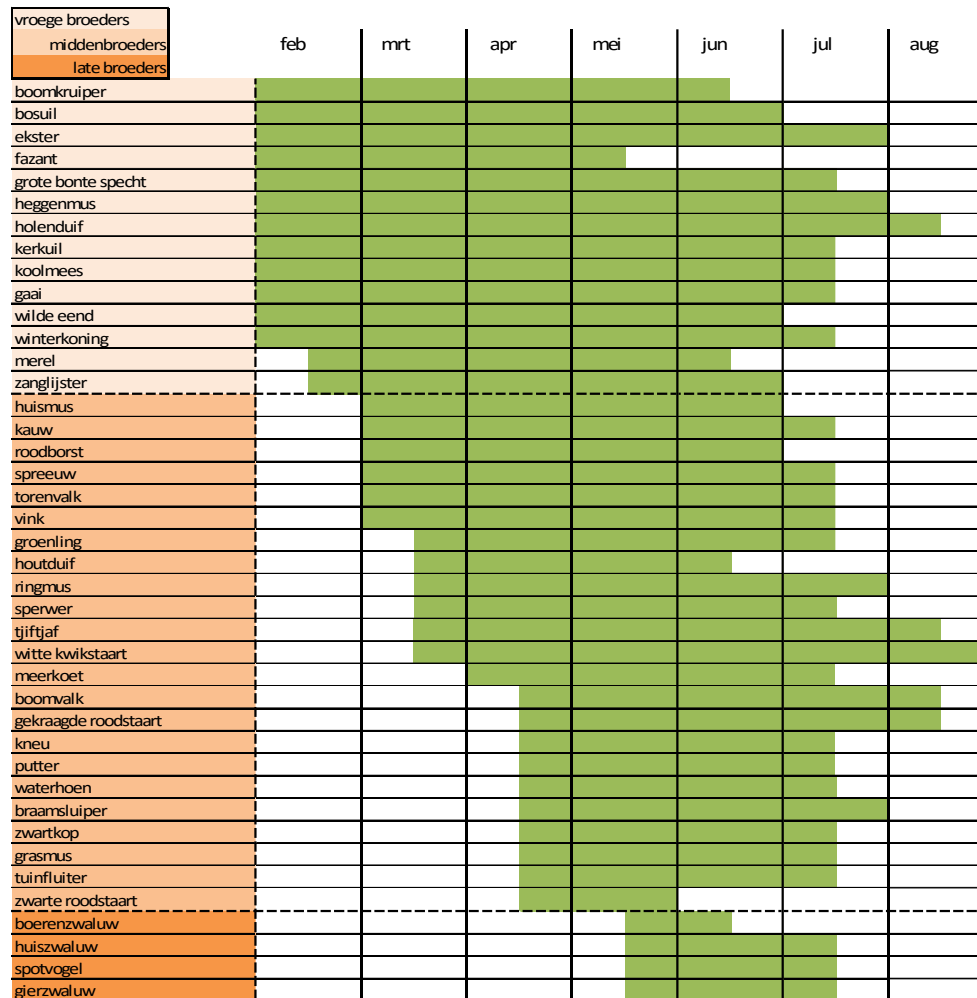 vroege broeders
middenbroeders
late broeders
feb mrt apr mei jun jul aug
boomkruiper
bosuil
ekster
fazant
grote bonte specht
heggenmus
holenduif
kerkuil
koolmees
gaai
wilde eend
winterkoning
merel
zanglijster
huismus
kauw
roodborst
spreeuw
torenvalk
vink
groenling
houtduif
ringmus
sperwer
tjiftjaf
witte kwikstaart
meerkoet
boomvalk
gekraagde roodstaart
kneu
putter
waterhoen
braamsluiper
zwartkop
grasmus
tuinfluiter
zwarte roodstaart
boerenzwaluw
huiszwaluw
spotvogel
gierzwaluw